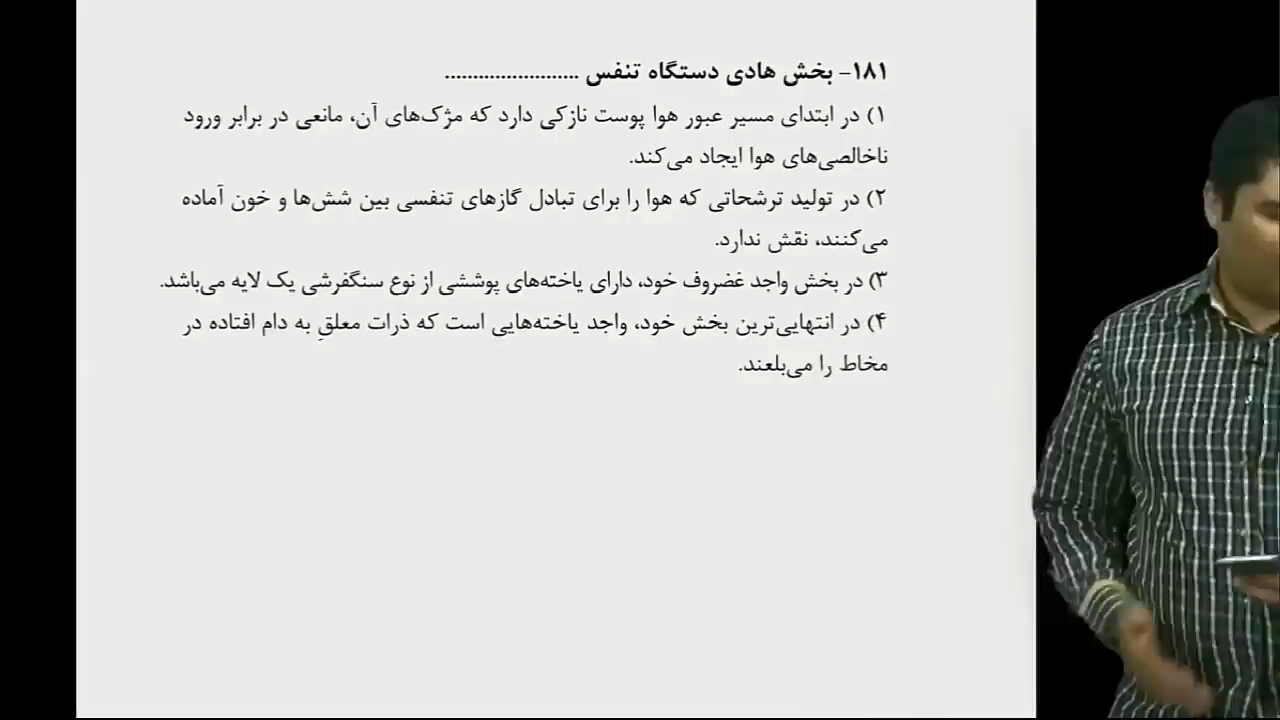 ۱۸۱- بخش هادی دستگاه تنفس ........................
۱) در ابتدای مسیر عبور هوا پوست نازکی دارد که مژک‌های آن، مانعی در برابر ورود
ناخالصی‌های هوا ایجاد می‌کند.
۲) در تولید ترشحاتی که هوا را برای تبادل گازهای تنفسی بین شش‌ها و خون آماده
می‌کنند، نقش ندارد.
۳) در بخش واجد غضروف خود، دارای یاخته‌های پوششی از نوع سنگفرشی یک لایه می‌باشد.
۴) در انتهایی‌ترین بخش خود، واجد یاخته‌هایی است که ذرات معلقِ به دام افتاده در
مخاط را می‌بلعند.